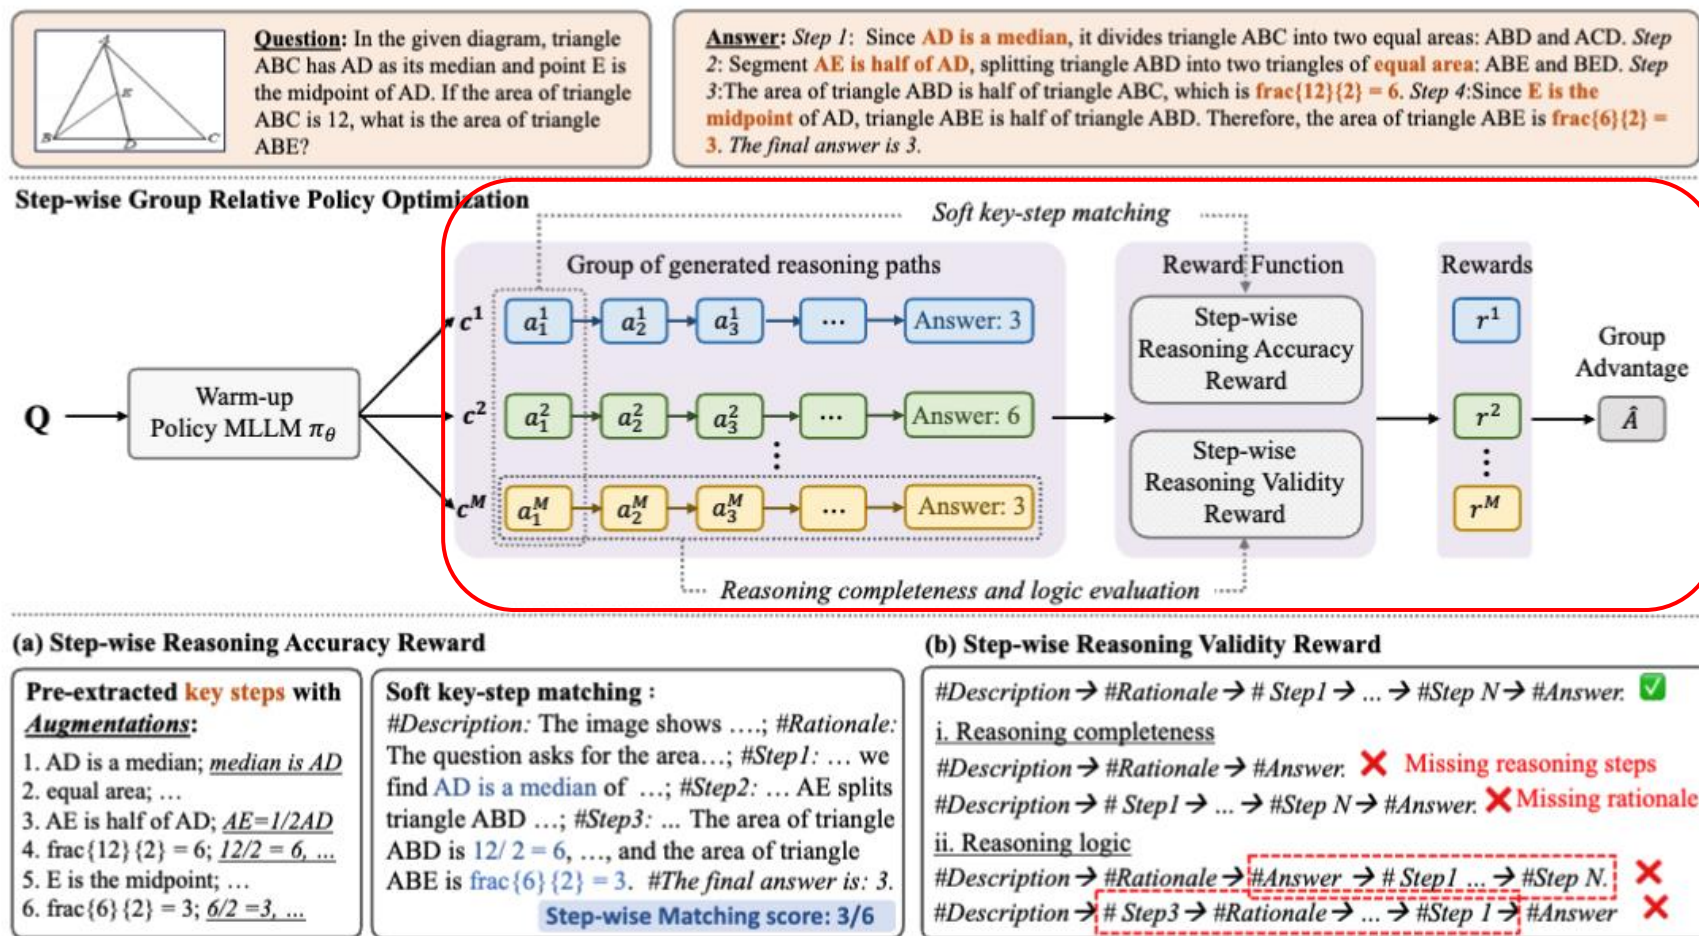 A
E
B
D
C
Question: In the given diagram, triangle
ABC has AD as its median and point E is
the midpoint of AD. If the area of triangle
ABC is 12, what is the area of triangle
ABE?
Answer: Step 1: Since AD is a median, it divides triangle ABC into two equal areas: ABD and ACD. Step
2: Segment AE is half of AD, splitting triangle ABD into two triangles of equal area: ABE and BED. Step
3:The area of triangle ABD is half of triangle ABC, which is frac{12}{2} = 6. Step 4:Since E is the
midpoint of AD, triangle ABE is half of triangle ABD. Therefore, the area of triangle ABE is frac{6}{2} =
3. The final answer is 3.
Step-wise Group Relative Policy Optimization
Soft key-step matching
Group of generated reasoning paths
Reward Function
Rewards
Q
Warm-up
Policy MLLM πθ
c¹ a₁¹ a₂¹ a₃¹ ... Answer: 3
c² a₁² a₂² a₃² ... Answer: 6
⋮
cᴹ a₁ᴹ a₂ᴹ a₃ᴹ ... Answer: 3
Step-wise
Reasoning Accuracy
Reward
Step-wise
Reasoning Validity
Reward
r¹
r²
⋮
rᴹ
Group
Advantage
Â
Reasoning completeness and logic evaluation
(a) Step-wise Reasoning Accuracy Reward
Pre-extracted key steps with
Augmentations:
1. AD is a median; median is AD
2. equal area; ...
3. AE is half of AD; AE=1/2AD
4. frac{12}{2} = 6; 12/2 = 6, ...
5. E is the midpoint; ...
6. frac{6}{2} = 3; 6/2 =3, ...
Soft key-step matching :
#Description: The image shows ....; #Rationale:
The question asks for the area...; #Step1: ... we
find AD is a median of ...; #Step2: ... AE splits
triangle ABD ...; #Step3: ... The area of triangle
ABD is 12/ 2 = 6, ..., and the area of triangle
ABE is frac{6}{2} = 3. #The final answer is: 3.
Step-wise Matching score: 3/6
(b) Step-wise Reasoning Validity Reward
#Description → #Rationale → # Step1 → ... → #Step N → #Answer. ✅
i. Reasoning completeness
#Description → #Rationale → #Answer. ❌ Missing reasoning steps
#Description → # Step1 → ... → #Step N → #Answer. ❌ Missing rationale
ii. Reasoning logic
#Description → #Rationale → #Answer → # Step1 ... → #Step N. ❌
#Description → # Step3 → #Rationale → ... → #Step 1 → #Answer ❌